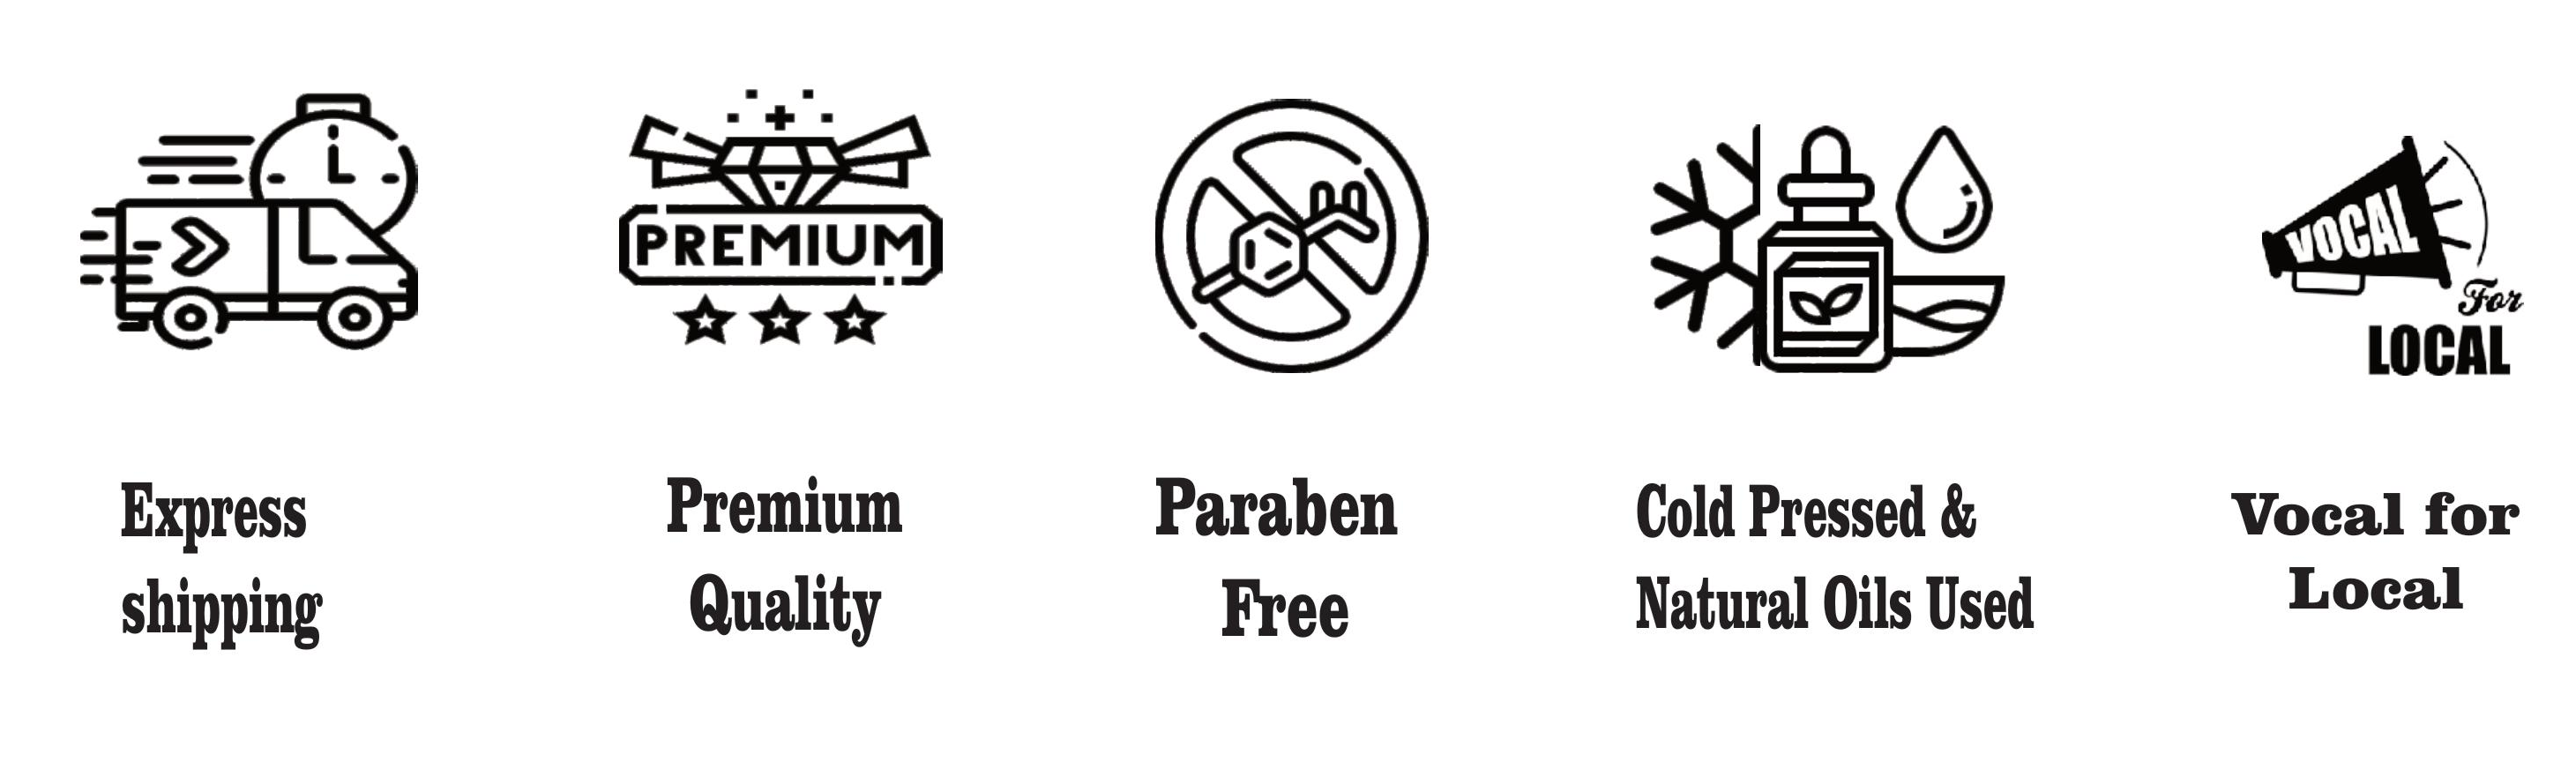 PREMIUM
VOCAL
For
LOCAL
Express
shipping
Premium
Quality
Paraben
Free
Cold Pressed &
Natural Oils Used
Vocal for
Local